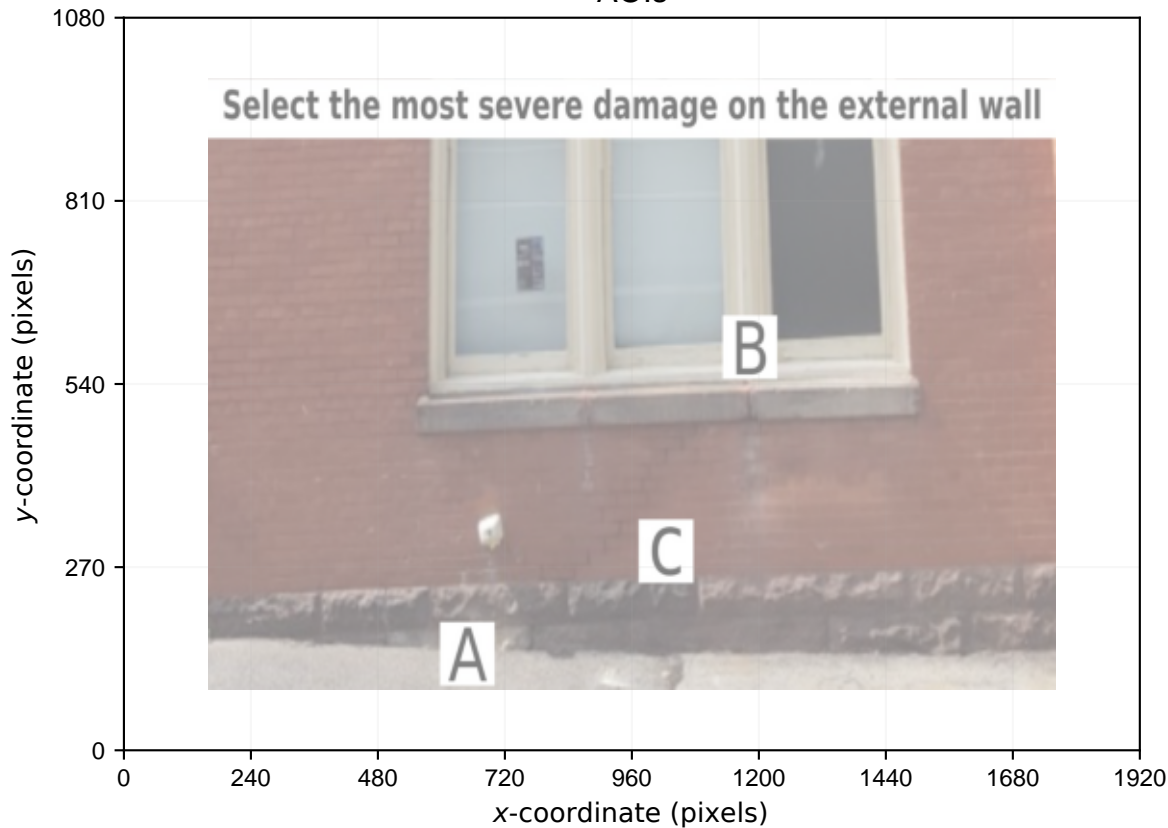 1080
Select the most severe damage on the external wall
810
B
540
C
270
A
0
0 240 480 720 960 1200 1440 1680 1920
x-coordinate (pixels)
y-coordinate (pixels)